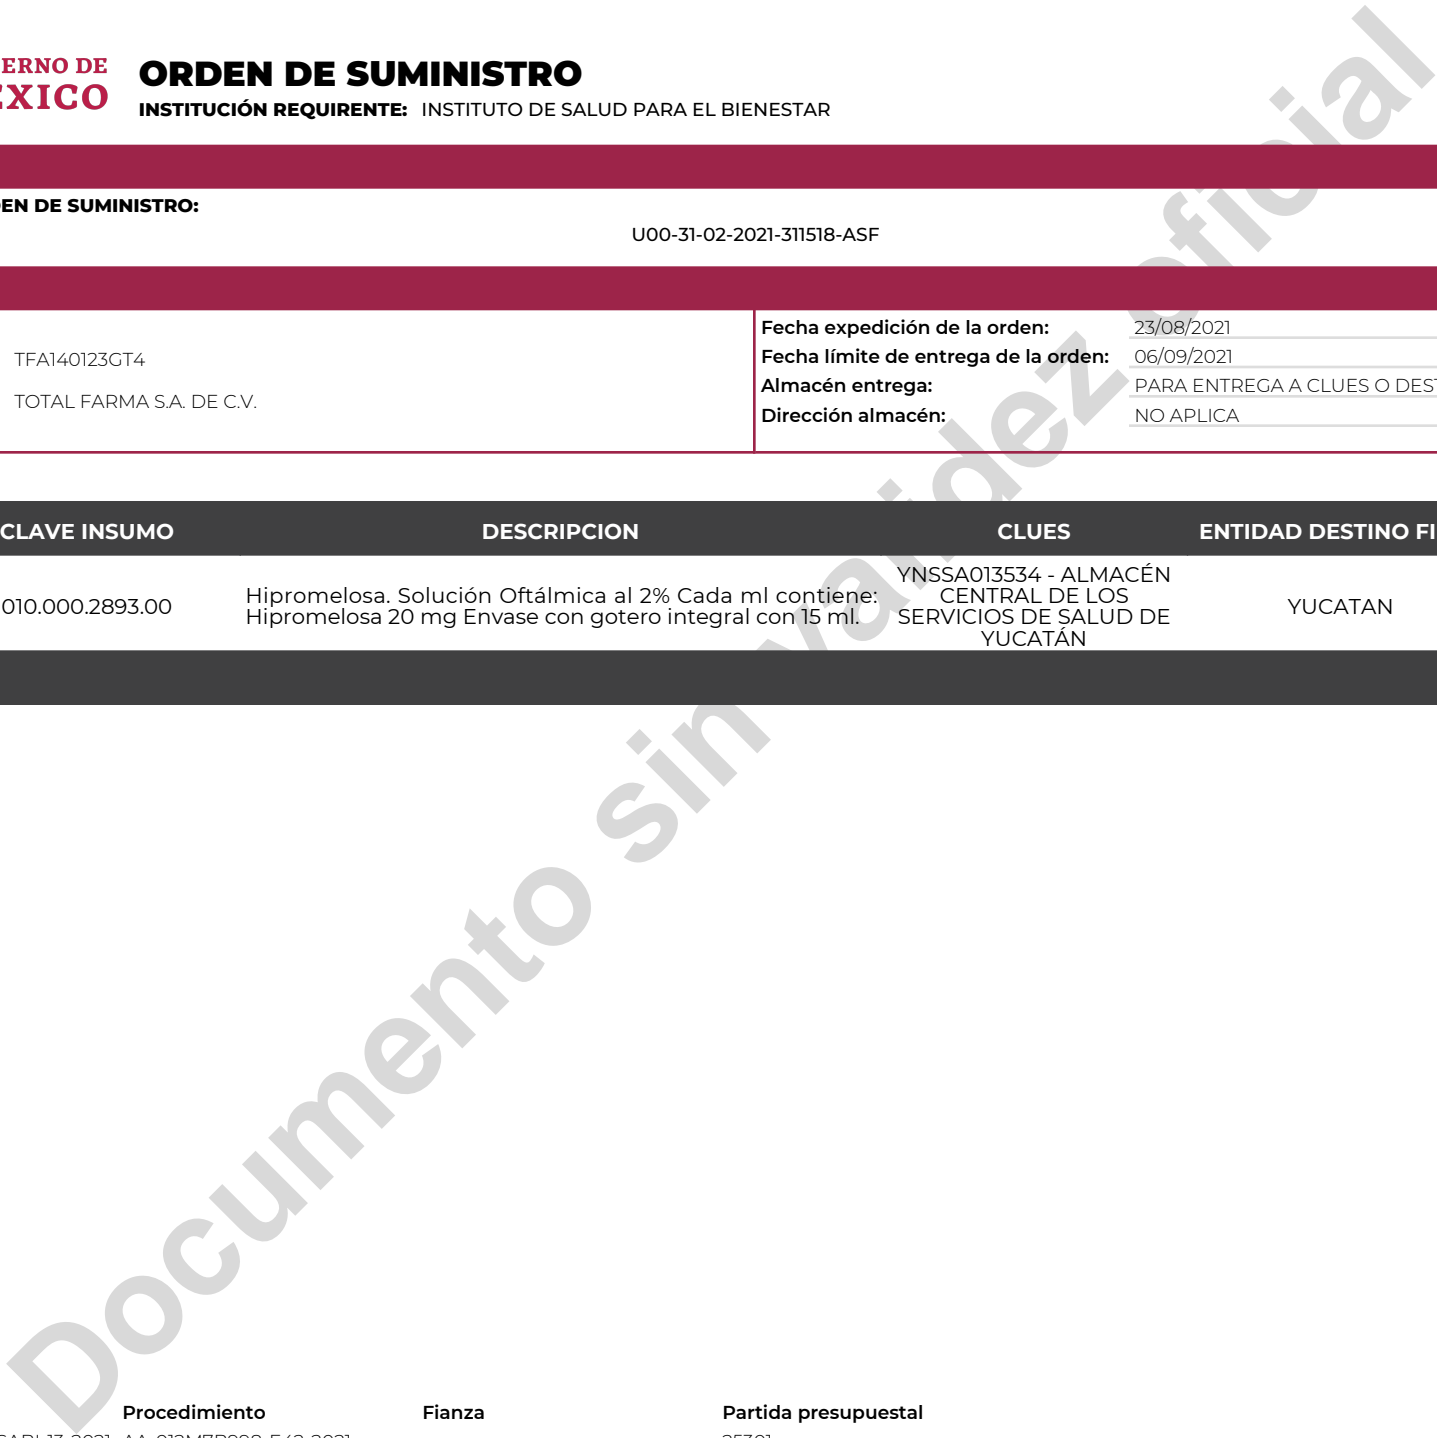 ERNO DE
EXICO
ORDEN DE SUMINISTRO
INSTITUCIÓN REQUIRENTE: INSTITUTO DE SALUD PARA EL BIENESTAR
EN DE SUMINISTRO:
U00-31-02-2021-311518-ASF
TFA140123GT4
TOTAL FARMA S.A. DE C.V.
Fecha expedición de la orden: 23/08/2021
Fecha límite de entrega de la orden: 06/09/2021
Almacén entrega: PARA ENTREGA A CLUES O DEST
Dirección almacén: NO APLICA
CLAVE INSUMO DESCRIPCION CLUES ENTIDAD DESTINO FI
010.000.2893.00
Hipromelosa. Solución Oftálmica al 2% Cada ml contiene:
Hipromelosa 20 mg Envase con gotero integral con 15 ml.
YNSSA013534 - ALMACÉN
CENTRAL DE LOS
SERVICIOS DE SALUD DE
YUCATÁN
YUCATAN
Documento sin validez oficial
Procedimiento Fianza Partida presupuestal